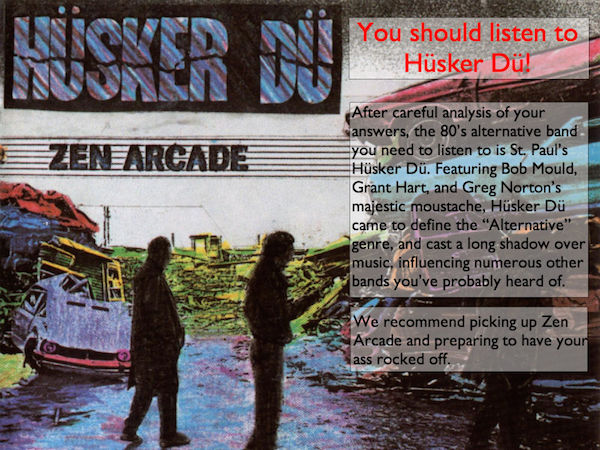 HÜSKER DÜ
ZEN ARCADE
You should listen to
Hüsker Dü!
After careful analysis of your
answers, the 80's alternative band
you need to listen to is St. Paul's
Hüsker Dü. Featuring Bob Mould,
Grant Hart, and Greg Norton's
majestic moustache, Hüsker Dü
came to define the “Alternative”
genre, and cast a long shadow over
music, influencing numerous other
bands you've probably heard of.
We recommend picking up Zen
Arcade and preparing to have your
ass rocked off.